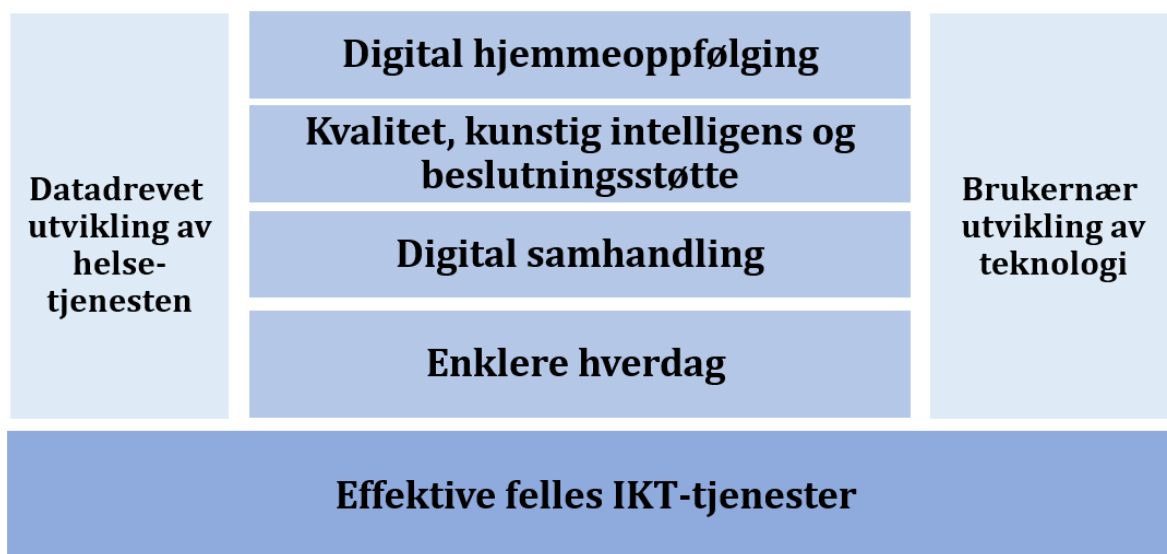 Datadrevet
utvikling av
helse-
tjenesten
Digital hjemmeoppfølging
Kvalitet, kunstig intelligens og
beslutningsstøtte
Digital samhandling
Enklere hverdag
Brukernær
utvikling av
teknologi
Effektive felles IKT-tjenester